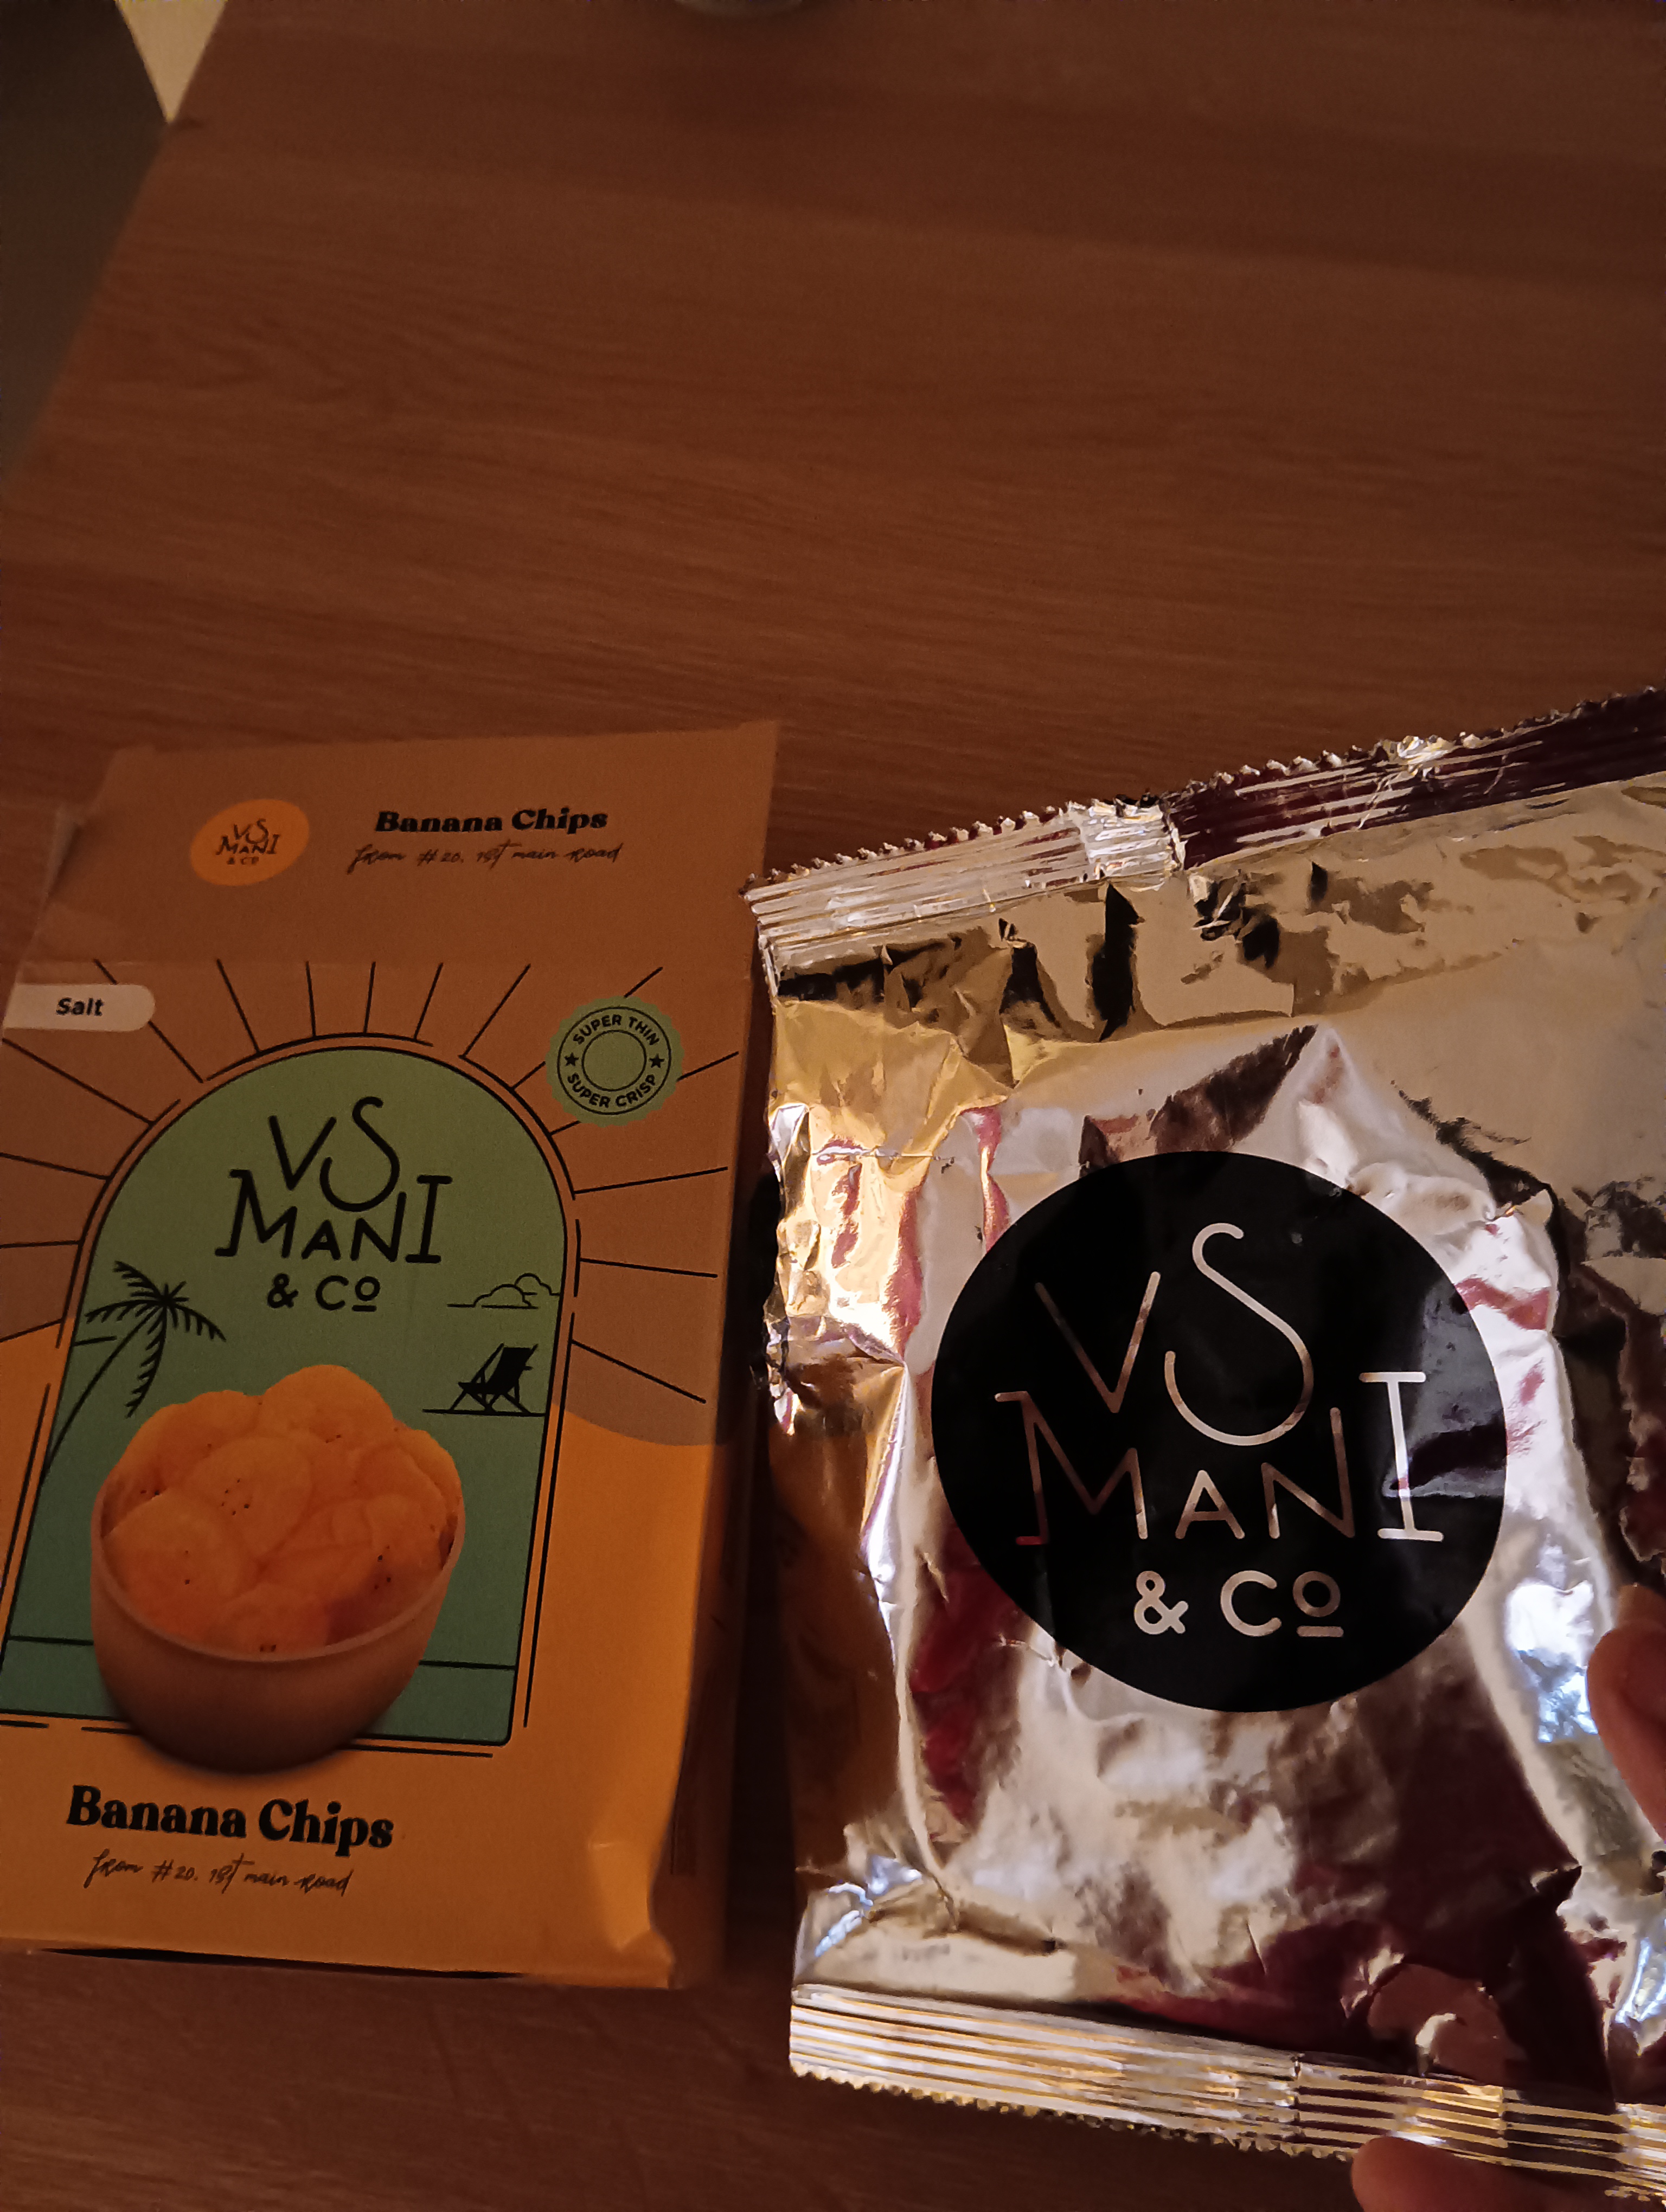 VS
MANI
& Co
Banana Chips
from #20, 1st main road
Salt
SUPER THIN
SUPER CRISP
VS
MANI
& Co
Banana Chips
from #20, 1st main road
VS
MANI
& Co